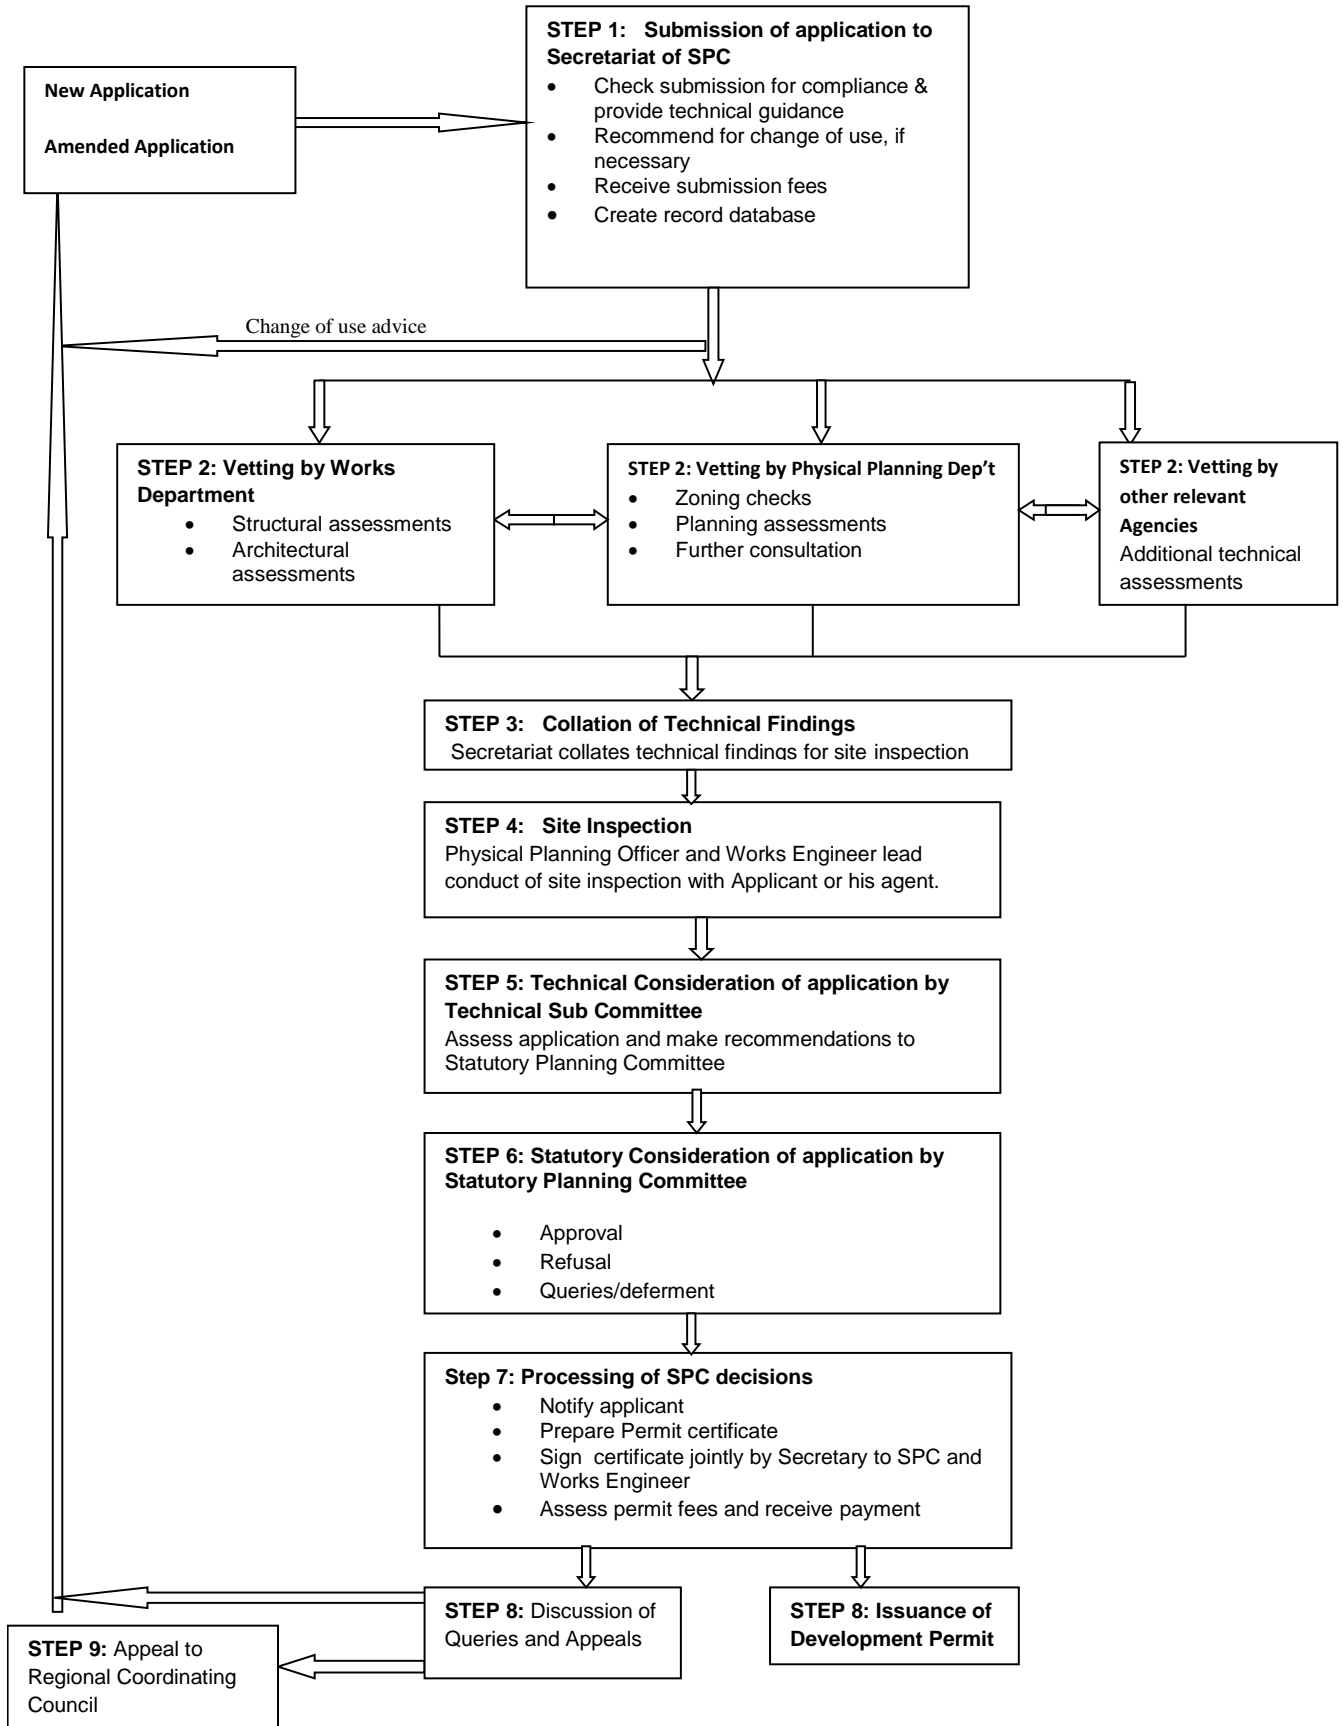 New Application
Amended Application
STEP 1: Submission of application to
Secretariat of SPC
• Check submission for compliance &
provide technical guidance
• Recommend for change of use, if
necessary
• Receive submission fees
• Create record database
Change of use advice
STEP 2: Vetting by Works
Department
• Structural assessments
• Architectural
assessments
STEP 2: Vetting by Physical Planning Dep't
• Zoning checks
• Planning assessments
• Further consultation
STEP 2: Vetting by
other relevant
Agencies
Additional technical
assessments
STEP 3: Collation of Technical Findings
Secretariat collates technical findings for site inspection
STEP 4: Site Inspection
Physical Planning Officer and Works Engineer lead
conduct of site inspection with Applicant or his agent.
STEP 5: Technical Consideration of application by
Technical Sub Committee
Assess application and make recommendations to
Statutory Planning Committee
STEP 6: Statutory Consideration of application by
Statutory Planning Committee
• Approval
• Refusal
• Queries/deferment
Step 7: Processing of SPC decisions
• Notify applicant
• Prepare Permit certificate
• Sign certificate jointly by Secretary to SPC and
Works Engineer
• Assess permit fees and receive payment
STEP 8: Discussion of
Queries and Appeals
STEP 8: Issuance of
Development Permit
STEP 9: Appeal to
Regional Coordinating
Council